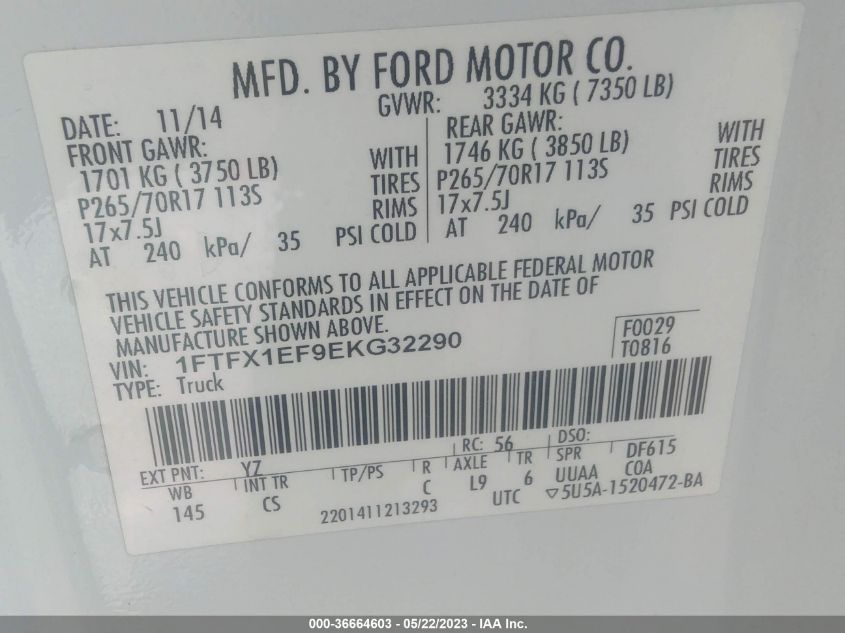 MFD. BY FORD MOTOR CO.
DATE: 11/14 GVWR: 3334 KG ( 7350 LB)
FRONT GAWR: REAR GAWR:
1701 KG ( 3750 LB) WITH 1746 KG ( 3850 LB) WITH
P265/70R17 113S TIRES P265/70R17 113S TIRES
17x7.5J RIMS 17x7.5J RIMS
AT 240 kPa/ 35 PSI COLD AT 240 kPa/ 35 PSI COLD
THIS VEHICLE CONFORMS TO ALL APPLICABLE FEDERAL MOTOR
VEHICLE SAFETY STANDARDS IN EFFECT ON THE DATE OF
MANUFACTURE SHOWN ABOVE.
VIN: 1FTFX1EF9EKG32290 F0029
TYPE: Truck T0816
EXT PNT: YZ RC: 56 DSO:
WB INT TR TP/PS R AXLE TR SPR DF615
145 CS C L9 6 UUAA COA
2201411213293 UTC ▽5U5A-1520472-BA
000-36664603 - 05/22/2023 - IAA Inc.